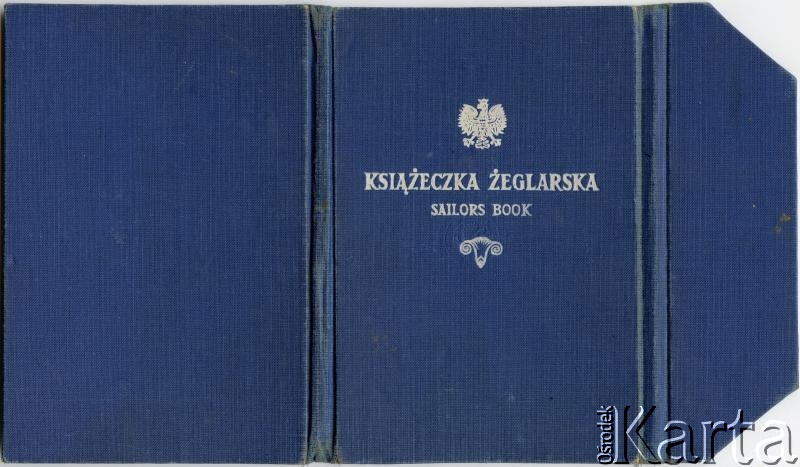 KSIĄŻECZKA ŻEGLARSKA
SAILORS BOOK
Ośrodek Karta